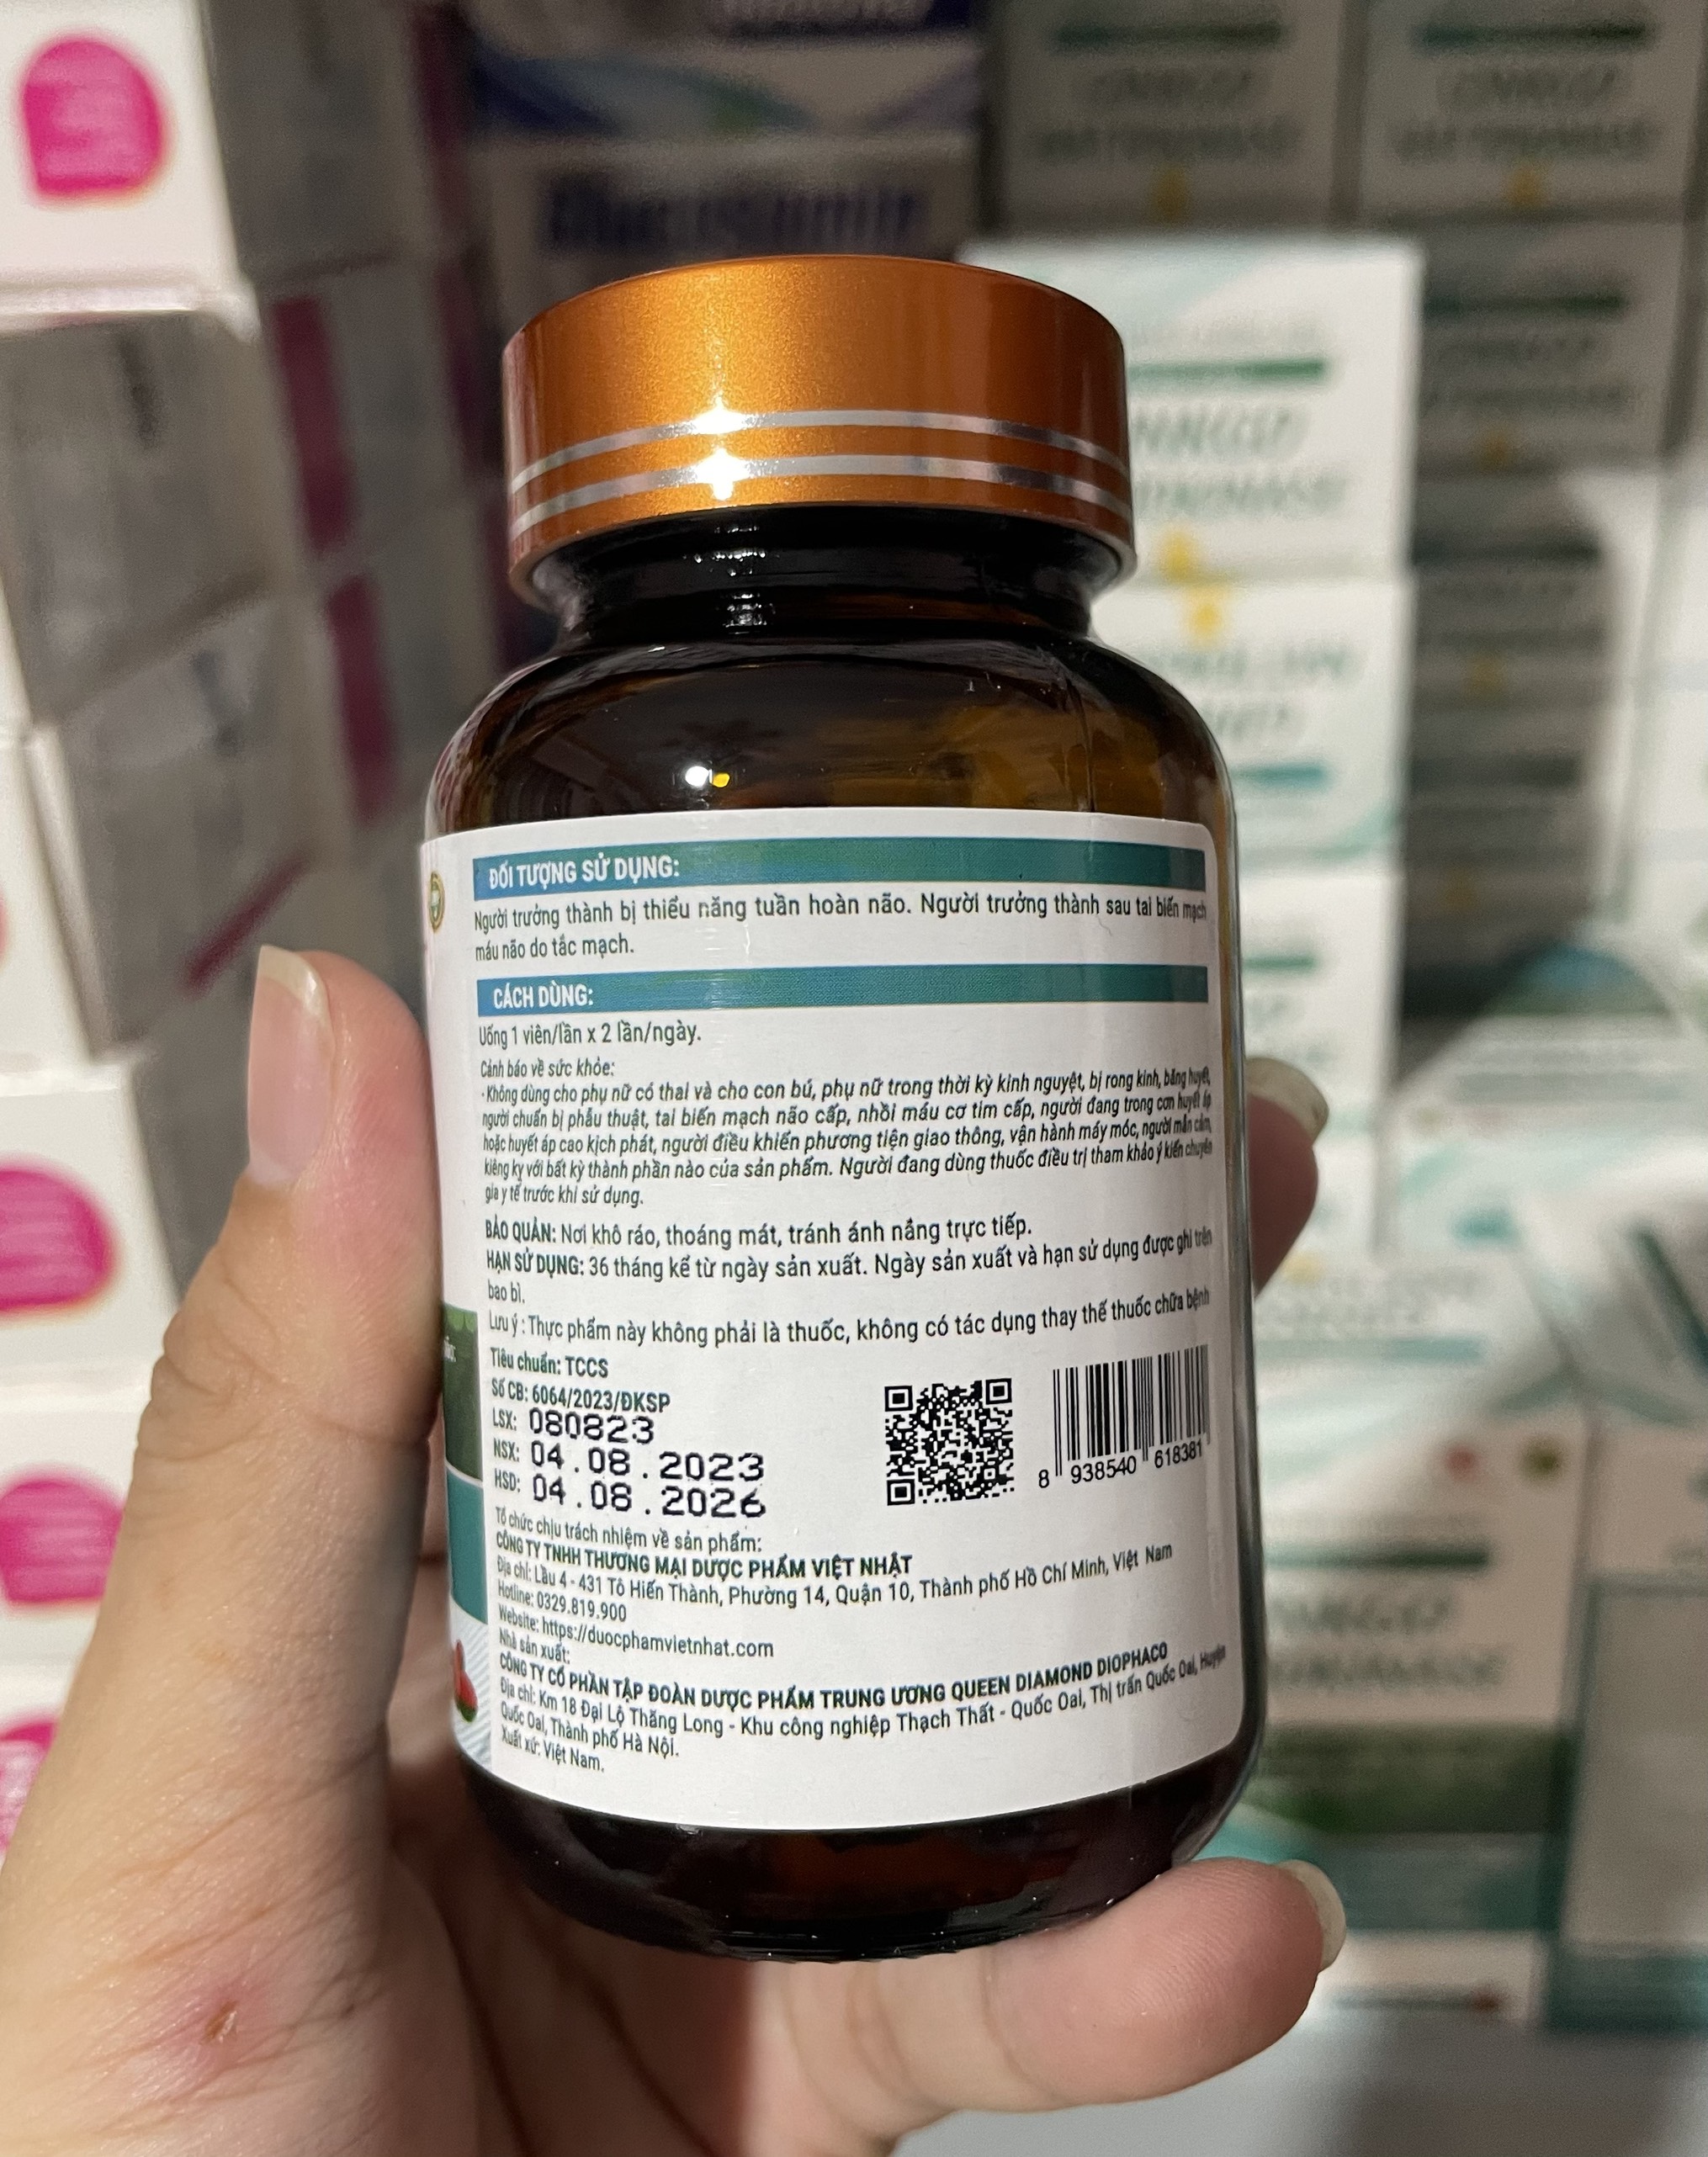 ĐỐI TƯỢNG SỬ DỤNG:
Người trưởng thành bị thiểu năng tuần hoàn não. Người trưởng thành sau tai biến mạch
máu não do tắc mạch.
CÁCH DÙNG:
Uống 1 viên/lần x 2 lần/ngày.
Cảnh báo về sức khỏe:
- Không dùng cho phụ nữ có thai và cho con bú, phụ nữ trong thời kỳ kinh nguyệt, bị rong kinh, băng huyết,
người chuẩn bị phẫu thuật, tai biến mạch não cấp, nhồi máu cơ tim cấp, người đang trong cơn huyết áp
hoặc huyết áp cao kịch phát, người điều khiển phương tiện giao thông, vận hành máy móc, người mẫn cảm,
kiêng kỵ với bất kỳ thành phần nào của sản phẩm. Người đang dùng thuốc điều trị tham khảo ý kiến chuyên
gia y tế trước khi sử dụng.
BẢO QUẢN: Nơi khô ráo, thoáng mát, tránh ánh nắng trực tiếp.
HẠN SỬ DỤNG: 36 tháng kể từ ngày sản xuất. Ngày sản xuất và hạn sử dụng được ghi trên
bao bì.
Lưu ý : Thực phẩm này không phải là thuốc, không có tác dụng thay thế thuốc chữa bệnh
Tiêu chuẩn: TCCS
Số CB: 6064/2023/ĐKSP
LSX: 080823
NSX: 04.08.2023
HSD: 04.08.2026
8 938540 618381
Tổ chức chịu trách nhiệm về sản phẩm:
CÔNG TY TNHH THƯƠNG MẠI DƯỢC PHẨM VIỆT NHẬT
Địa chỉ: Lầu 4 - 431 Tô Hiến Thành, Phường 14, Quận 10, Thành phố Hồ Chí Minh, Việt Nam
Hotline: 0329.819.900
Website: https://duocphamvietnhat.com
Nhà sản xuất:
CÔNG TY CỔ PHẦN TẬP ĐOÀN DƯỢC PHẨM TRUNG ƯƠNG QUEEN DIAMOND DIOPHACO
Địa chỉ: Km 18 Đại Lộ Thăng Long - Khu công nghiệp Thạch Thất - Quốc Oai, Thị trấn Quốc Oai, Huyện
Quốc Oai, Thành phố Hà Nội.
Xuất xứ: Việt Nam.